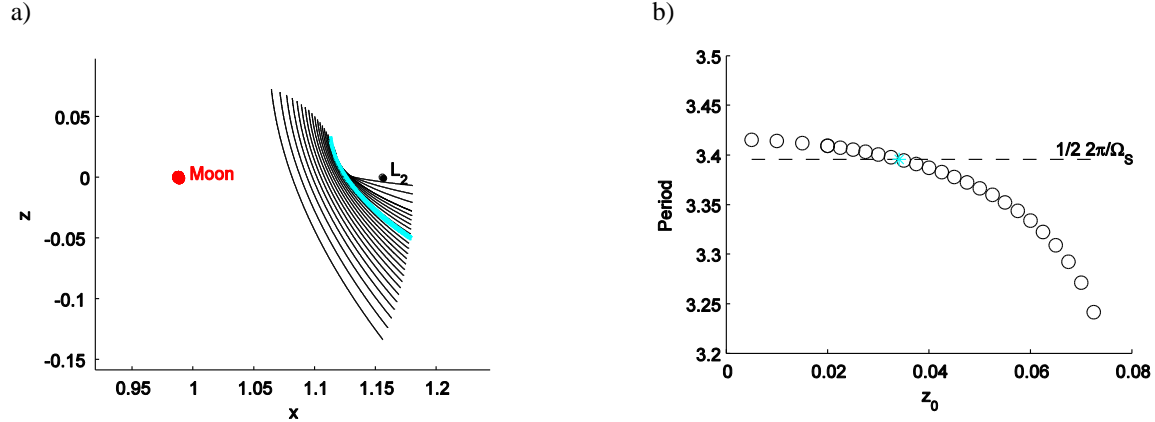 a)
b)
0.05
0
-0.05
-0.1
-0.15
z
0.95
1
1.05
1.1
1.15
1.2
x
Moon
L₂
3.5
3.45
3.4
3.35
3.3
3.25
3.2
Period
0
0.02
0.04
0.06
0.08
z₀
1/2 2π/Ω_S